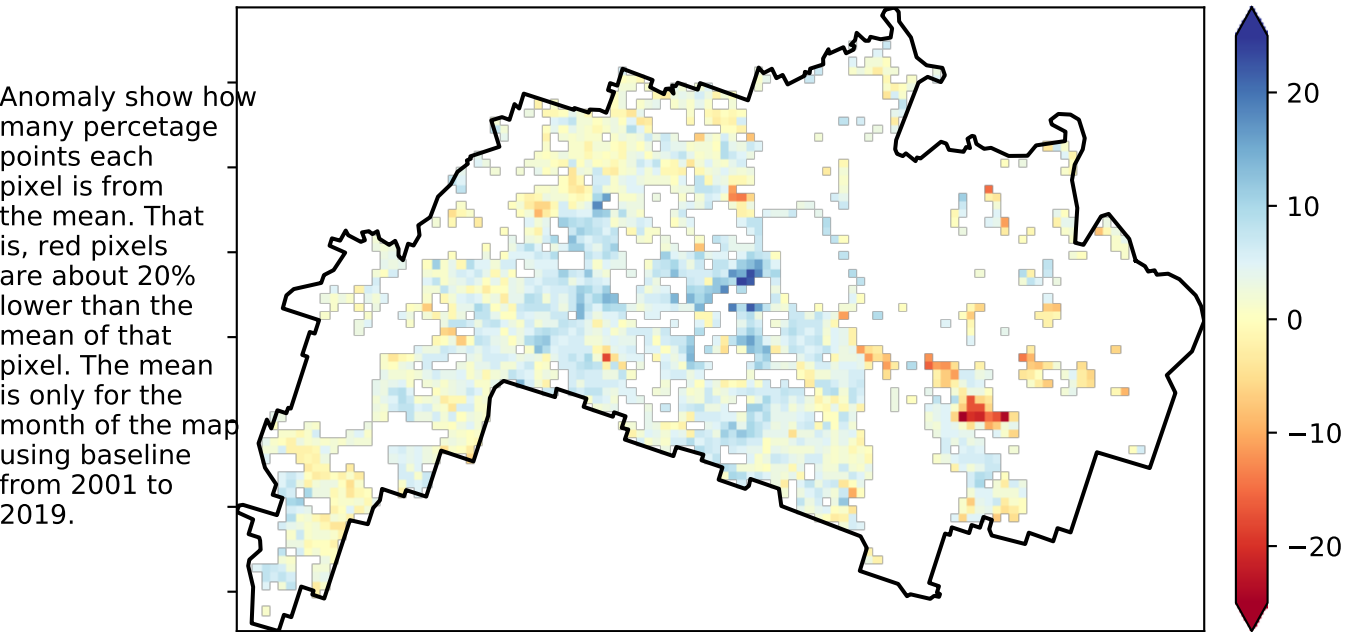 Anomaly show how
many percetage
points each
pixel is from
the mean. That
is, red pixels
are about 20%
lower than the
mean of that
pixel. The mean
is only for the
month of the map
using baseline
from 2001 to
2019.
20
10
0
−10
−20